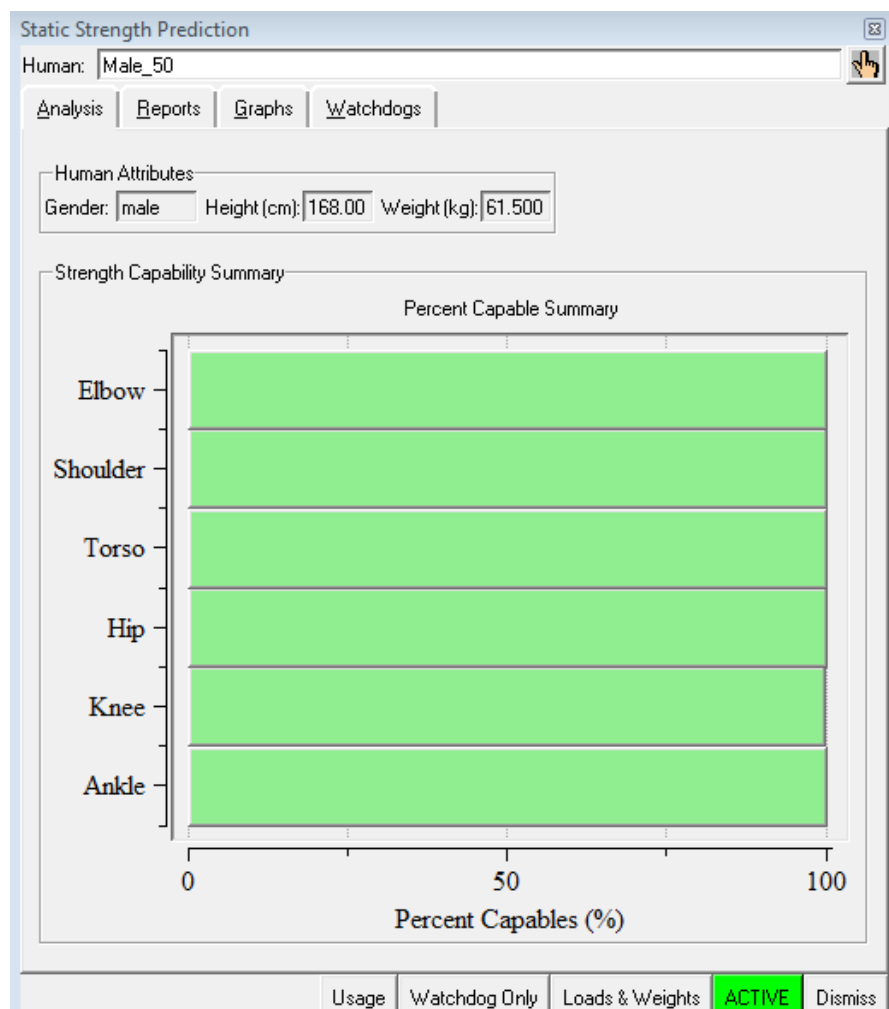 Static Strength Prediction
Human: Male_50
Analysis Reports Graphs Watchdogs
Human Attributes
Gender: male Height (cm): 168.00 Weight (kg): 61.500
Strength Capability Summary
Percent Capable Summary
Elbow
Shoulder
Torso
Hip
Knee
Ankle
0 50 100
Percent Capables (%)
Usage Watchdog Only Loads & Weights ACTIVE Dismiss